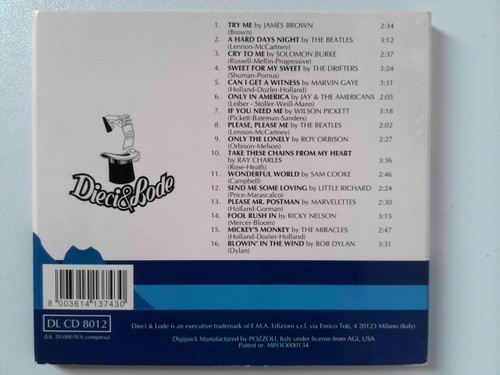 1. TRY ME by JAMES BROWN 2:34
(Brown)
2. A HARD DAYS NIGHT by THE BEATLES 3:12
(Lennon-McCartney)
3. CRY TO ME by SOLOMON BURKE 2:37
(Russell-Mellin-Progressive)
4. SWEET FOR MY SWEET by THE DRIFTERS 3:24
(Shuman-Pomus)
5. CAN I GET A WITNESS by MARVIN GAYE 3:31
(Holland-Dozler-Holland)
6. ONLY IN AMERICA by JAY & THE AMERICANS 2:05
(Leiber - Stoller-Weill-Mann)
7. IF YOU NEED ME by WILSON PICKETT 3:18
(Pickett-Bateman-Sanders)
8. PLEASE, PLEASE ME by THE BEATLES 2:02
(Lennon-McCartney)
9. ONLY THE LONELY by ROY ORBISON 2:27
(Orbison-Melson)
10. TAKE THESE CHAINS FROM MY HEART
by RAY CHARLES 3:36
(Rose-Heath)
11. WONDERFUL WORLD by SAM COOKE 2:46
(Campbell)
12. SEND ME SOME LOVING by LITTLE RICHARD 2:24
(Price-Marascalco)
13. PLEASE MR. POSTMAN by MARVELETTES 2:30
(Holland-Gorman)
14. FOOL RUSH IN by RICKY NELSON 3:15
(Mercer-Bloom)
15. MICKEY'S MONKEY by THE MIRACLES 2:47
(Holland-Dozier-Holland)
16. BLOWIN' IN THE WIND by BOB DYLAN 3:31
(Dylan)
Dieci&Lode
8 003614 137430
DL CD 8012
(Lit. 20.000 IVA compresa)
Dieci & Lode is an executive trademark of F.M.A. Edizioni s.r.l. via Enrico Toti, 4 20123 Milano (Italy)
Digipack Manufactured by POZZOLI, Italy under license from AGI, USA
Patent nr. MI93O000134